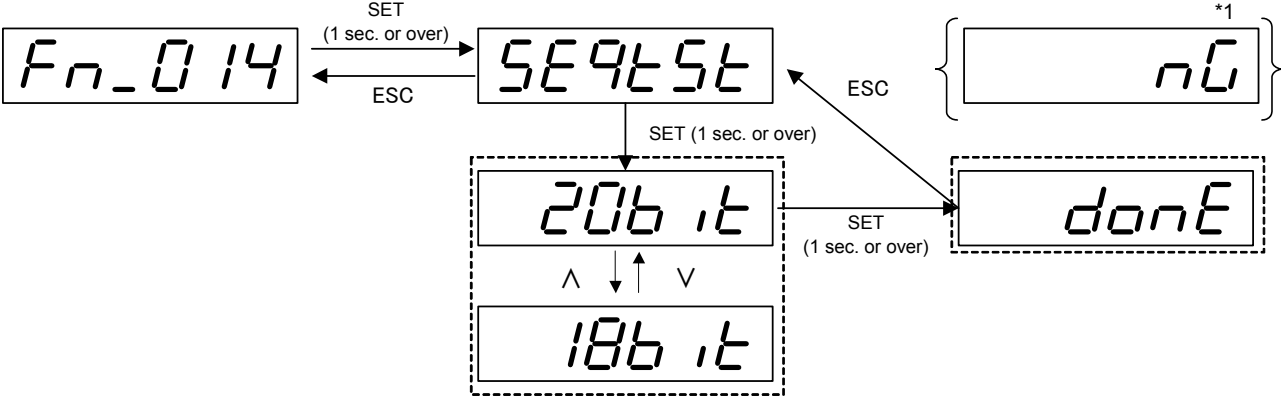 SET
(1 sec. or over)
*1
Fn_014
SEqtSt
nG
ESC
ESC
SET (1 sec. or over)
20bit
donE
SET
(1 sec. or over)
∧
∨
18bit